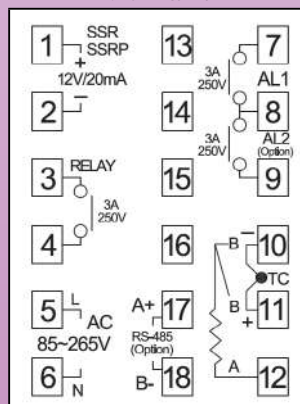 1 SSR
SSRP
+
12V/20mA
2 −
3 RELAY
3A
250V
4
5 L
AC
85~265V
6 N
13
14
15
16
A+ 17
RS-485
(Option)
B- 18
7
3A
250V
AL1
8
3A
250V
AL2
(Option)
9
B − 10
TC
B + 11
A 12